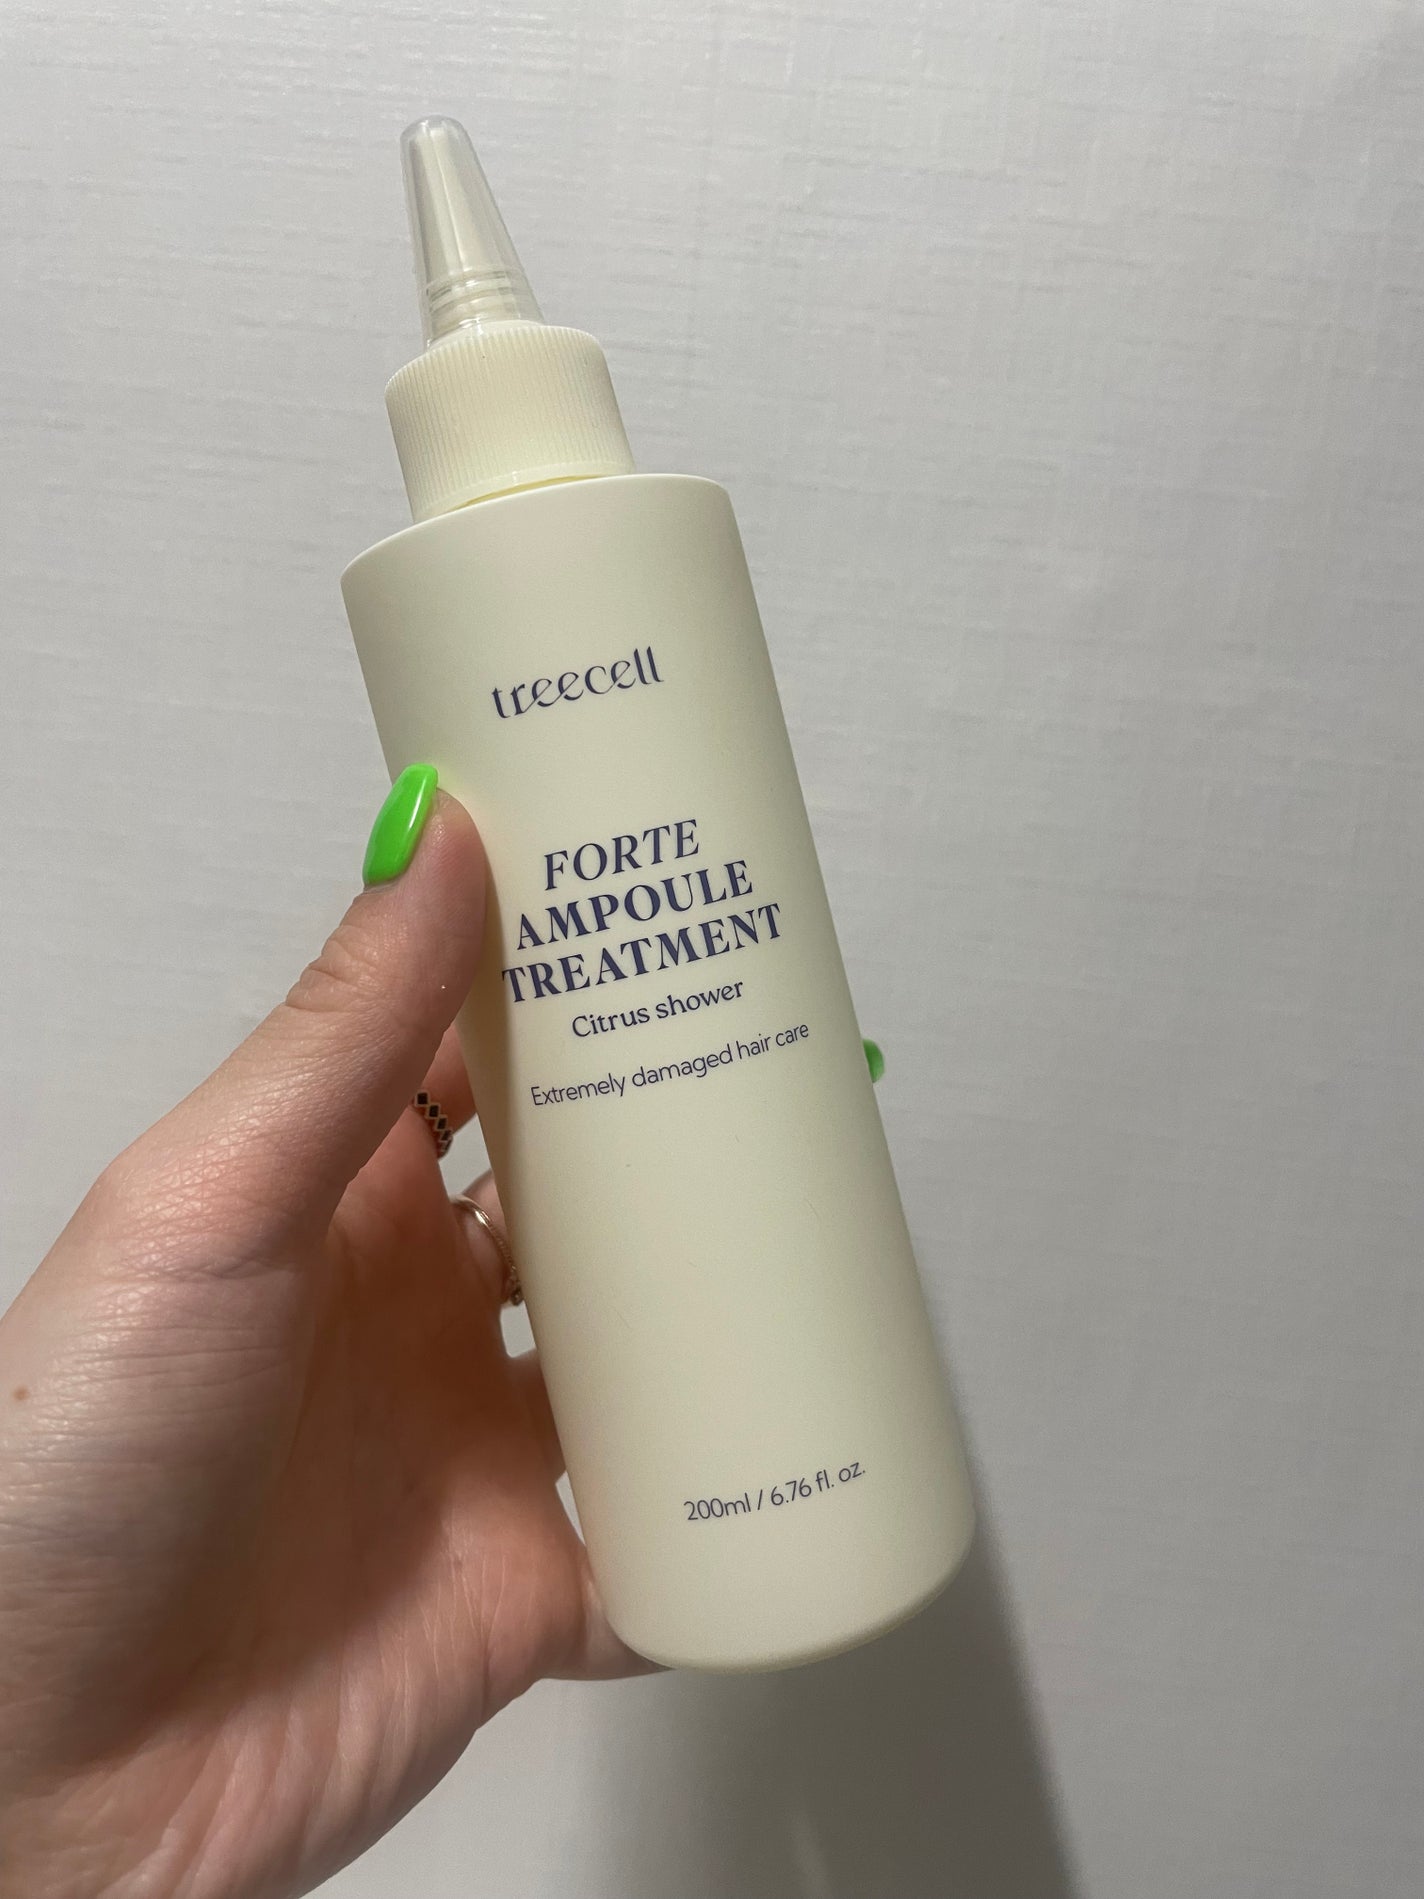 treecell
FORTE
AMPOULE
TREATMENT
Citrus shower
Extremely damaged hair care
200ml / 6.76 fl. oz.